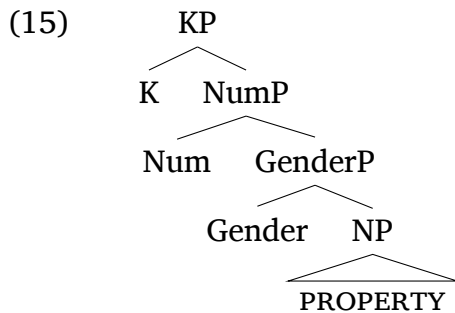 (15) KP
K NumP
Num GenderP
Gender NP
PROPERTY